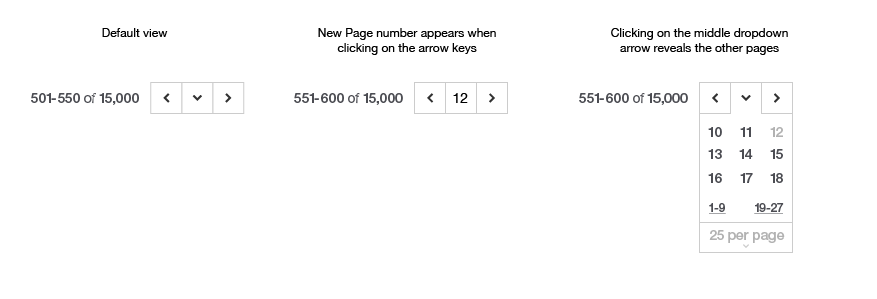 Default view
501-550 of 15,000
New Page number appears when
clicking on the arrow keys
551-600 of 15,000
12
Clicking on the middle dropdown
arrow reveals the other pages
551-600 of 15,000
10 11 12
13 14 15
16 17 18
1-9 19-27
25 per page